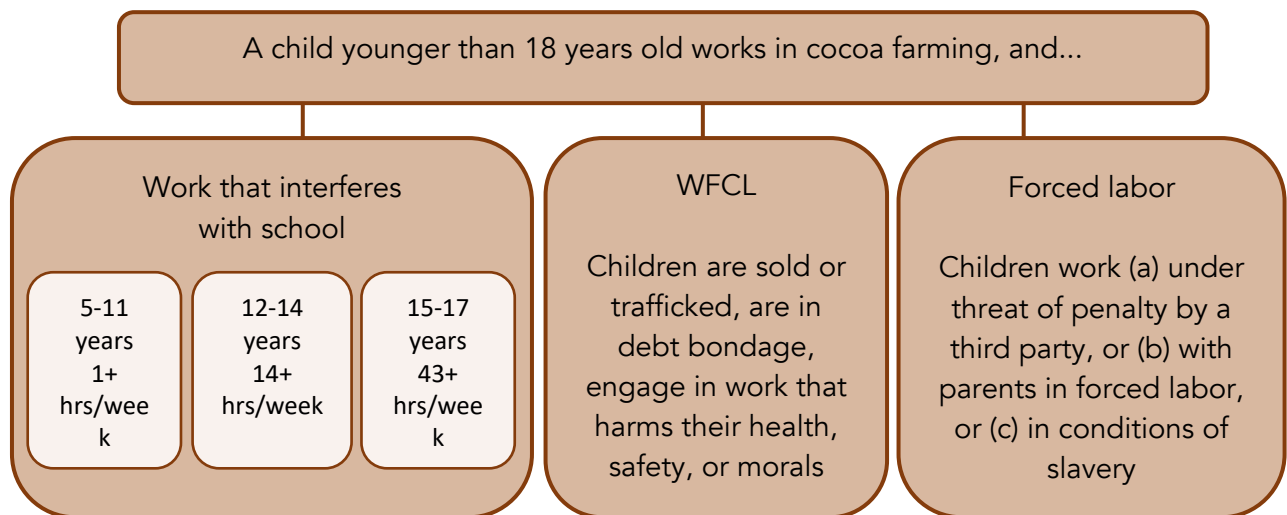 A child younger than 18 years old works in cocoa farming, and...
Work that interferes
with school
5-11
years
1+
hrs/wee
k
12-14
years
14+
hrs/week
15-17
years
43+
hrs/wee
k
WFCL
Children are sold or
trafficked, are in
debt bondage,
engage in work that
harms their health,
safety, or morals
Forced labor
Children work (a) under
threat of penalty by a
third party, or (b) with
parents in forced labor,
or (c) in conditions of
slavery